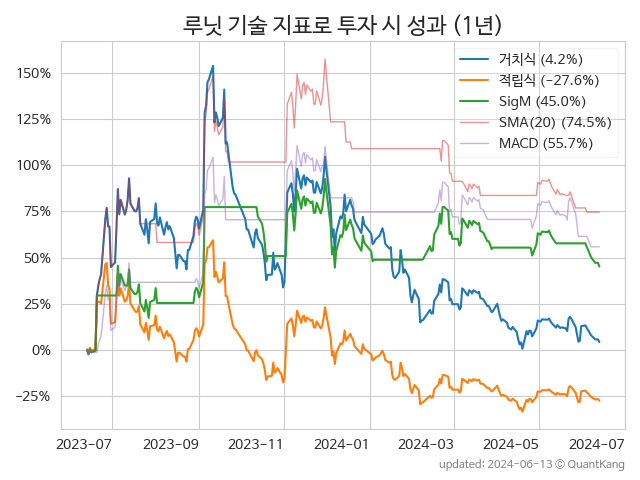 루닛 기술 지표로 투자 시 성과 (1년)
거치식 (4.2%)
적립식 (-27.6%)
SigM (45.0%)
SMA(20) (74.5%)
MACD (55.7%)
150%
125%
100%
75%
50%
25%
0%
−25%
2023-07 2023-09 2023-11 2024-01 2024-03 2024-05 2024-07
updated: 2024-06-13 ⓒ QuantKang